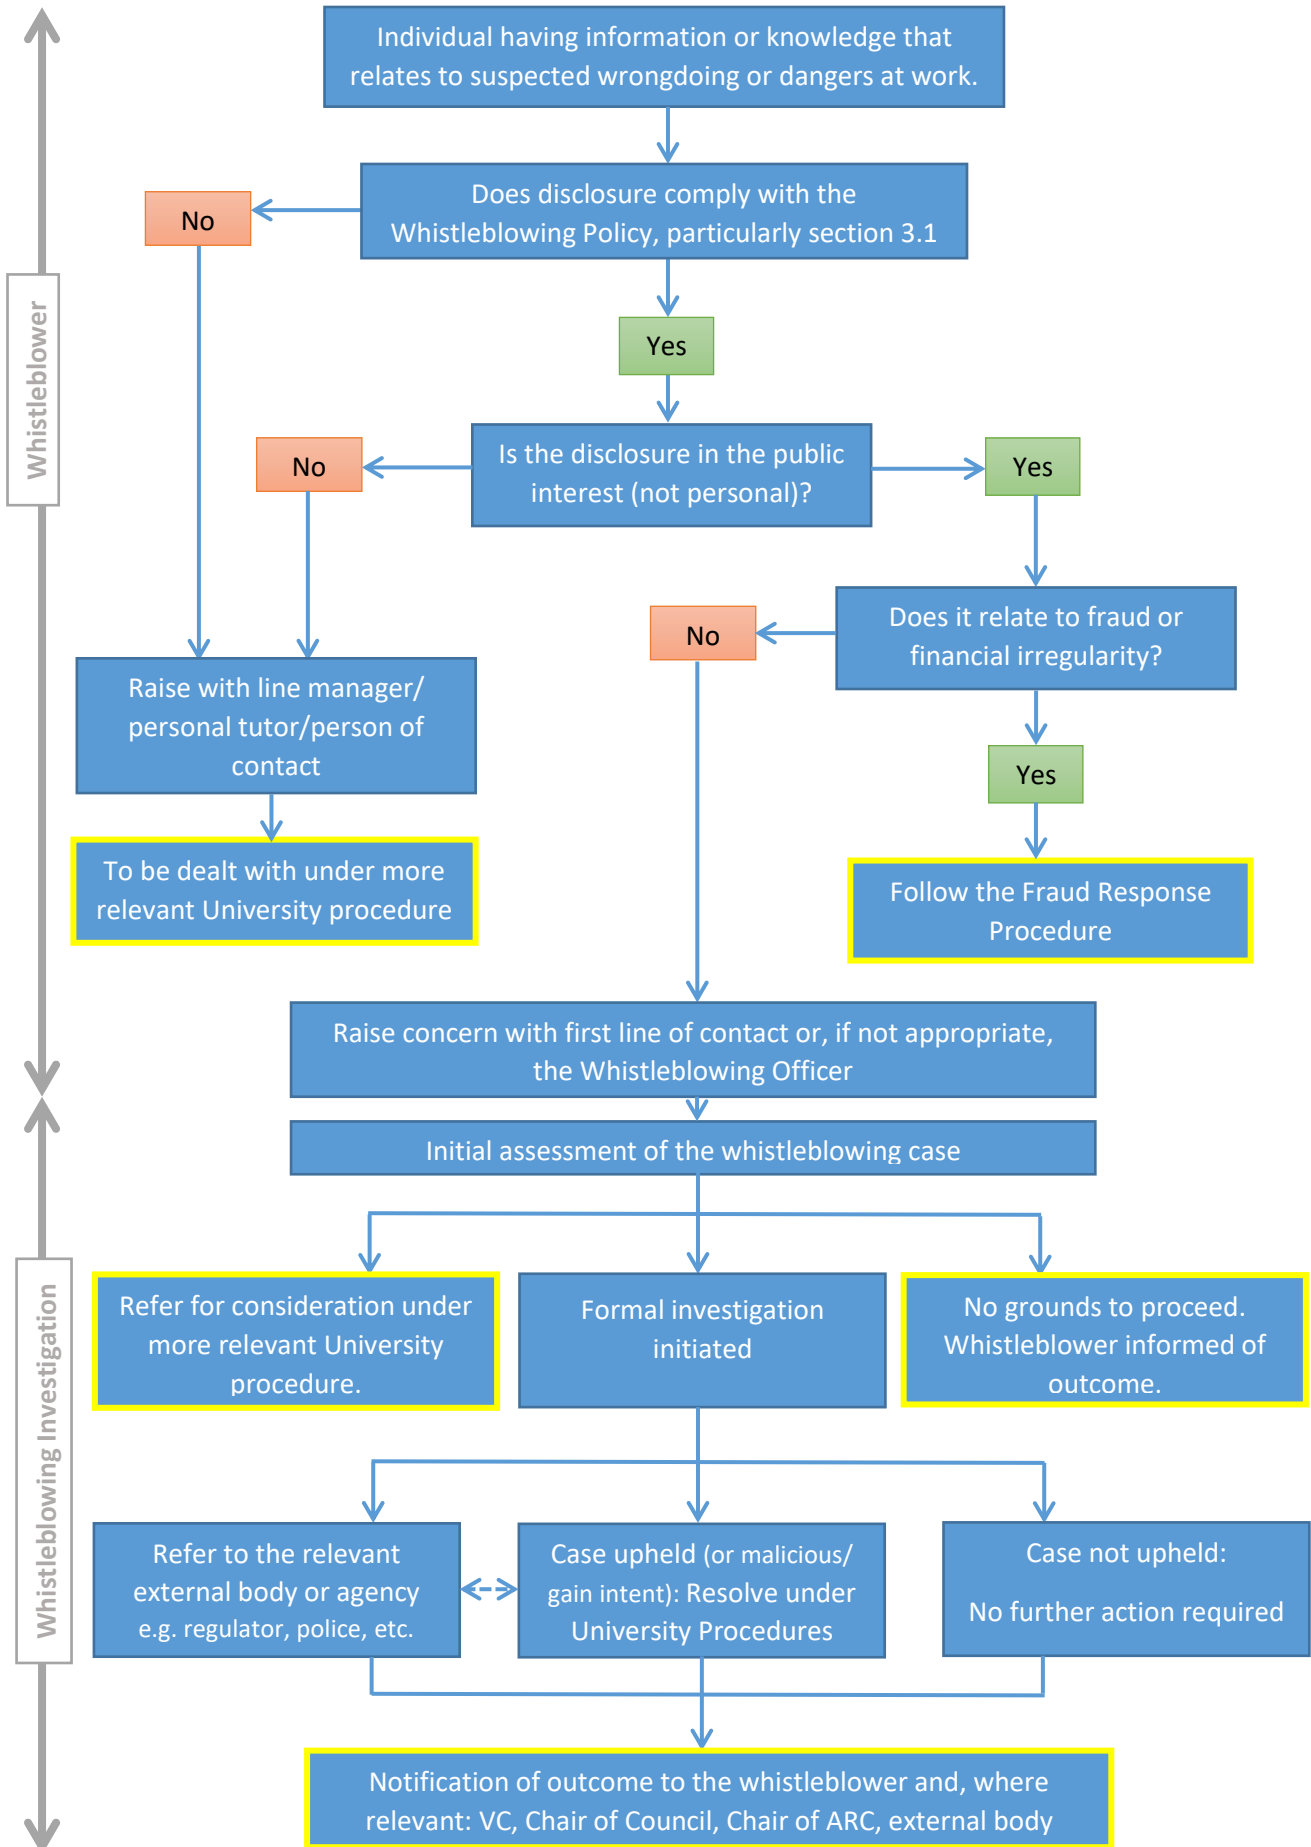 Individual having information or knowledge that
relates to suspected wrongdoing or dangers at work.
Does disclosure comply with the
Whistleblowing Policy, particularly section 3.1
No
Yes
Whistleblower
Is the disclosure in the public
interest (not personal)?
No
Yes
Does it relate to fraud or
financial irregularity?
No
Yes
Raise with line manager/
personal tutor/person of
contact
To be dealt with under more
relevant University procedure
Follow the Fraud Response
Procedure
Raise concern with first line of contact or, if not appropriate,
the Whistleblowing Officer
Initial assessment of the whistleblowing case
Whistleblowing Investigation
Refer for consideration under
more relevant University
procedure.
Formal investigation
initiated
No grounds to proceed.
Whistleblower informed of
outcome.
Refer to the relevant
external body or agency
e.g. regulator, police, etc.
Case upheld (or malicious/
gain intent): Resolve under
University Procedures
Case not upheld:
No further action required
Notification of outcome to the whistleblower and, where
relevant: VC, Chair of Council, Chair of ARC, external body